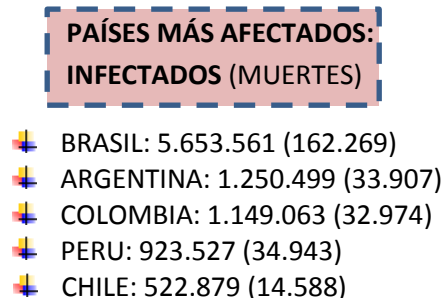 PAÍSES MÁS AFECTADOS:
INFECTADOS (MUERTES)
BRASIL: 5.653.561 (162.269)
ARGENTINA: 1.250.499 (33.907)
COLOMBIA: 1.149.063 (32.974)
PERU: 923.527 (34.943)
CHILE: 522.879 (14.588)